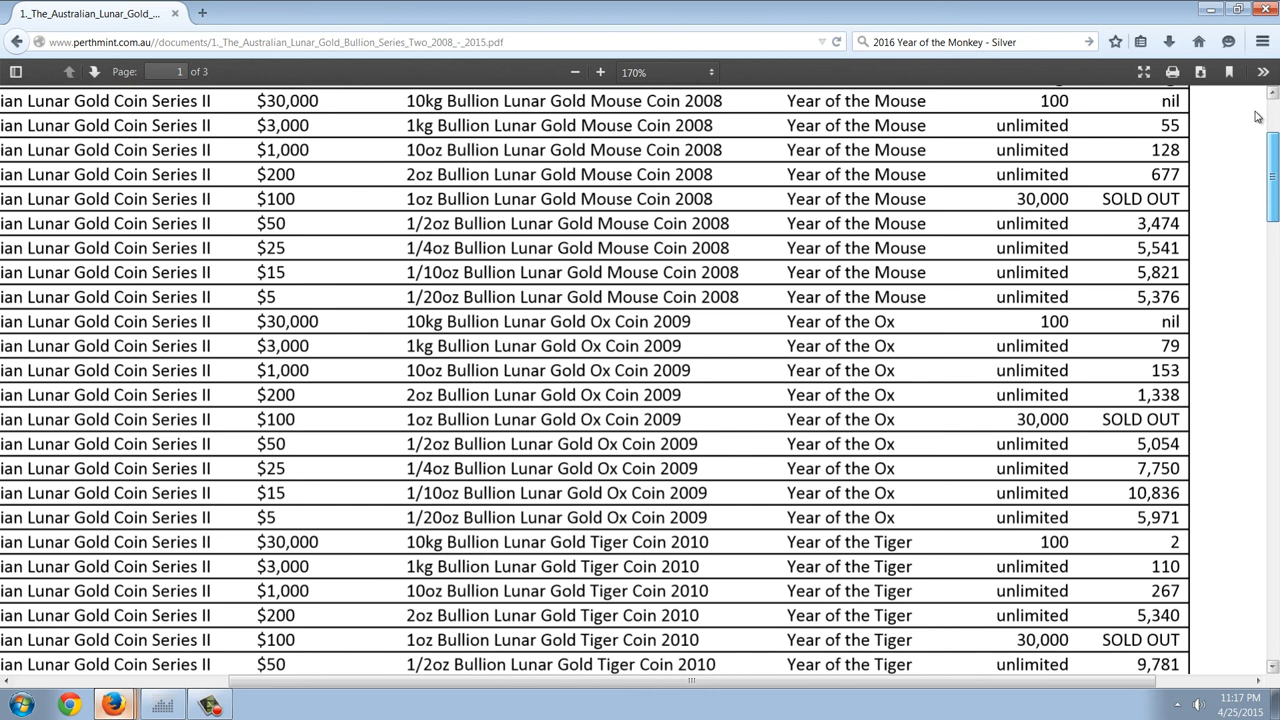 1._The_Australian_Lunar_Gold_...
www.perthmint.com.au//documents/1._The_Australian_Lunar_Gold_Bullion_Series_Two_2008_-_2015.pdf
2016 Year of the Monkey - Silver
Page: 1 of 3 170%
ian Lunar Gold Coin Series II $30,000 10kg Bullion Lunar Gold Mouse Coin 2008 Year of the Mouse 100 nil
ian Lunar Gold Coin Series II $3,000 1kg Bullion Lunar Gold Mouse Coin 2008 Year of the Mouse unlimited 55
ian Lunar Gold Coin Series II $1,000 10oz Bullion Lunar Gold Mouse Coin 2008 Year of the Mouse unlimited 128
ian Lunar Gold Coin Series II $200 2oz Bullion Lunar Gold Mouse Coin 2008 Year of the Mouse unlimited 677
ian Lunar Gold Coin Series II $100 1oz Bullion Lunar Gold Mouse Coin 2008 Year of the Mouse 30,000 SOLD OUT
ian Lunar Gold Coin Series II $50 1/2oz Bullion Lunar Gold Mouse Coin 2008 Year of the Mouse unlimited 3,474
ian Lunar Gold Coin Series II $25 1/4oz Bullion Lunar Gold Mouse Coin 2008 Year of the Mouse unlimited 5,541
ian Lunar Gold Coin Series II $15 1/10oz Bullion Lunar Gold Mouse Coin 2008 Year of the Mouse unlimited 5,821
ian Lunar Gold Coin Series II $5 1/20oz Bullion Lunar Gold Mouse Coin 2008 Year of the Mouse unlimited 5,376
ian Lunar Gold Coin Series II $30,000 10kg Bullion Lunar Gold Ox Coin 2009 Year of the Ox 100 nil
ian Lunar Gold Coin Series II $3,000 1kg Bullion Lunar Gold Ox Coin 2009 Year of the Ox unlimited 79
ian Lunar Gold Coin Series II $1,000 10oz Bullion Lunar Gold Ox Coin 2009 Year of the Ox unlimited 153
ian Lunar Gold Coin Series II $200 2oz Bullion Lunar Gold Ox Coin 2009 Year of the Ox unlimited 1,338
ian Lunar Gold Coin Series II $100 1oz Bullion Lunar Gold Ox Coin 2009 Year of the Ox 30,000 SOLD OUT
ian Lunar Gold Coin Series II $50 1/2oz Bullion Lunar Gold Ox Coin 2009 Year of the Ox unlimited 5,054
ian Lunar Gold Coin Series II $25 1/4oz Bullion Lunar Gold Ox Coin 2009 Year of the Ox unlimited 7,750
ian Lunar Gold Coin Series II $15 1/10oz Bullion Lunar Gold Ox Coin 2009 Year of the Ox unlimited 10,836
ian Lunar Gold Coin Series II $5 1/20oz Bullion Lunar Gold Ox Coin 2009 Year of the Ox unlimited 5,971
ian Lunar Gold Coin Series II $30,000 10kg Bullion Lunar Gold Tiger Coin 2010 Year of the Tiger 100 2
ian Lunar Gold Coin Series II $3,000 1kg Bullion Lunar Gold Tiger Coin 2010 Year of the Tiger unlimited 110
ian Lunar Gold Coin Series II $1,000 10oz Bullion Lunar Gold Tiger Coin 2010 Year of the Tiger unlimited 267
ian Lunar Gold Coin Series II $200 2oz Bullion Lunar Gold Tiger Coin 2010 Year of the Tiger unlimited 5,340
ian Lunar Gold Coin Series II $100 1oz Bullion Lunar Gold Tiger Coin 2010 Year of the Tiger 30,000 SOLD OUT
ian Lunar Gold Coin Series II $50 1/2oz Bullion Lunar Gold Tiger Coin 2010 Year of the Tiger unlimited 9,781
11:17 PM
4/25/2015